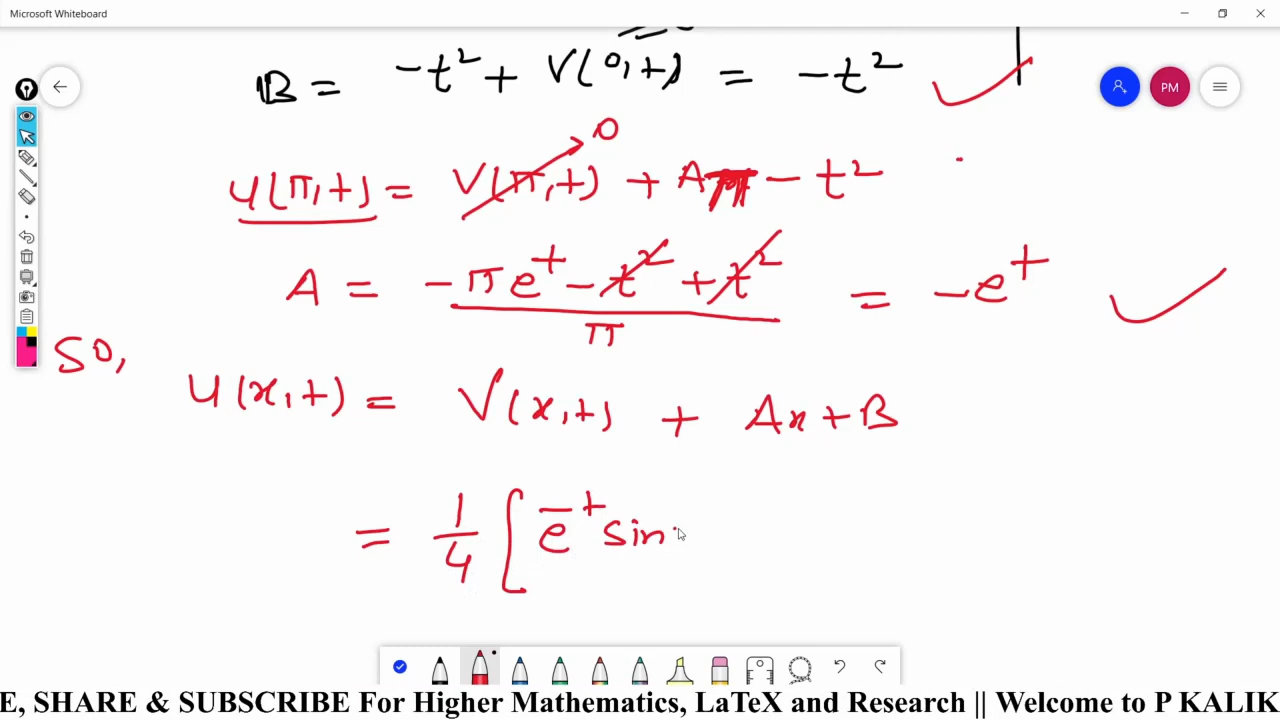 Microsoft Whiteboard
B = -t² + V(0,t) = -t²
0
PM
u(π,t) = V(π,t) + Aπ - t²
A = -πe^t - t² + t² / π = -e^t
So,
u(x,t) = V(x,t) + Ax + B
= 1/4 [ e^-t sin
E, SHARE & SUBSCRIBE For Higher Mathematics, LaTeX and Research || Welcome to P KALIK